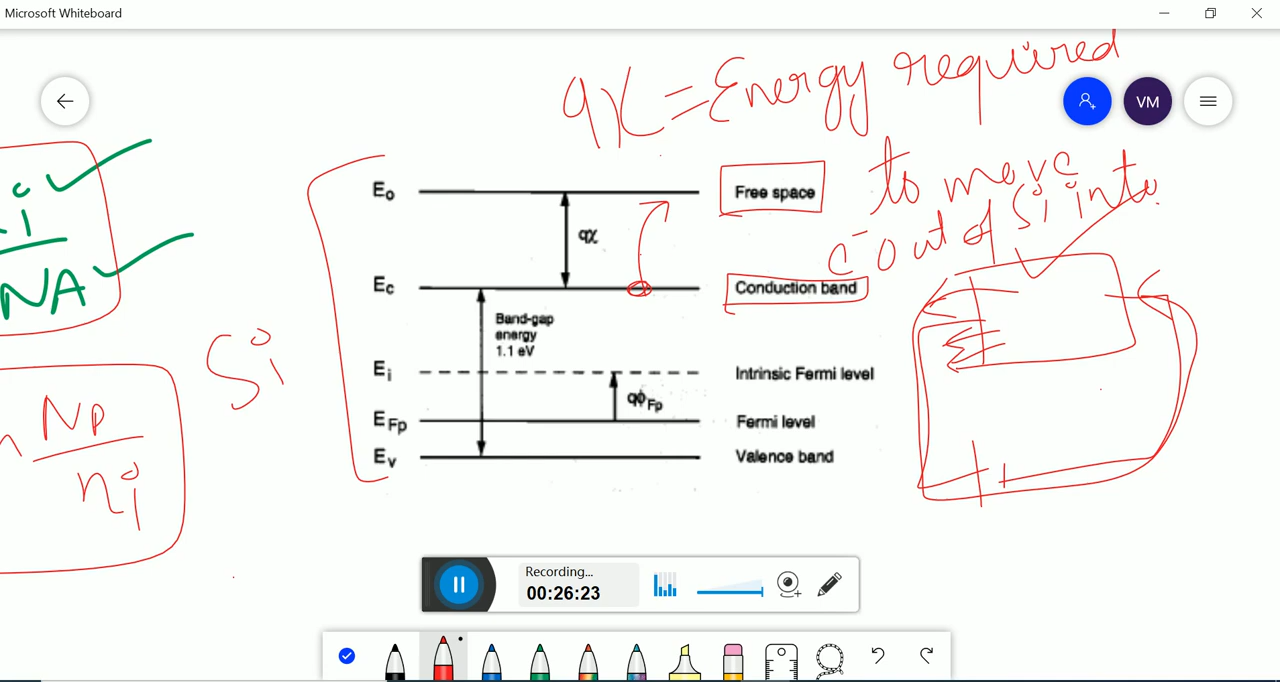 Microsoft Whiteboard
qχ = Energy required
to move
e⁻ out of Si into
VM
i
NA
ND
ni
Si
Eo
Free space
qχ
Ec
Conduction band
Band-gap
energy
1.1 eV
Ei
Intrinsic Fermi level
qϕFp
EFp
Fermi level
Ev
Valence band
Recording...
00:26:23